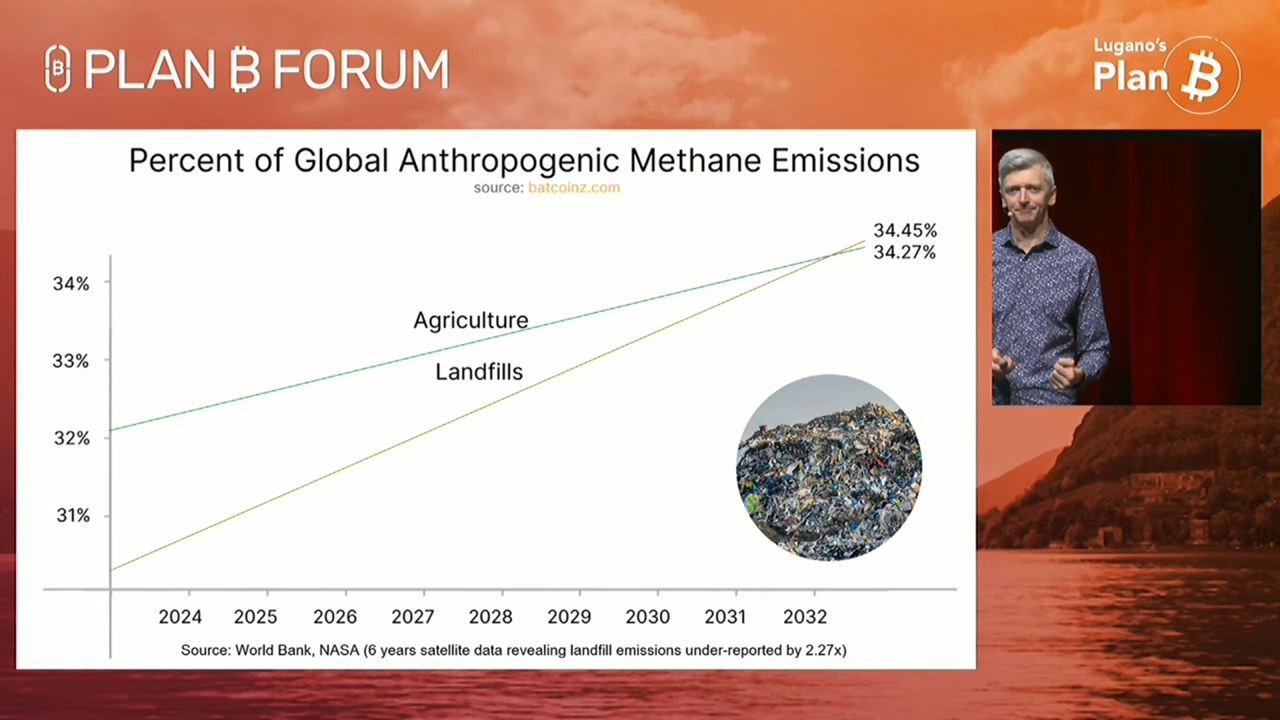 PLAN ₿ FORUM
Lugano's
Plan ₿
Percent of Global Anthropogenic Methane Emissions
source: batcoinz.com
34.45%
34.27%
34%
Agriculture
33%
Landfills
32%
31%
2024 2025 2026 2027 2028 2029 2030 2031 2032
Source: World Bank, NASA (6 years satellite data revealing landfill emissions under-reported by 2.27x)